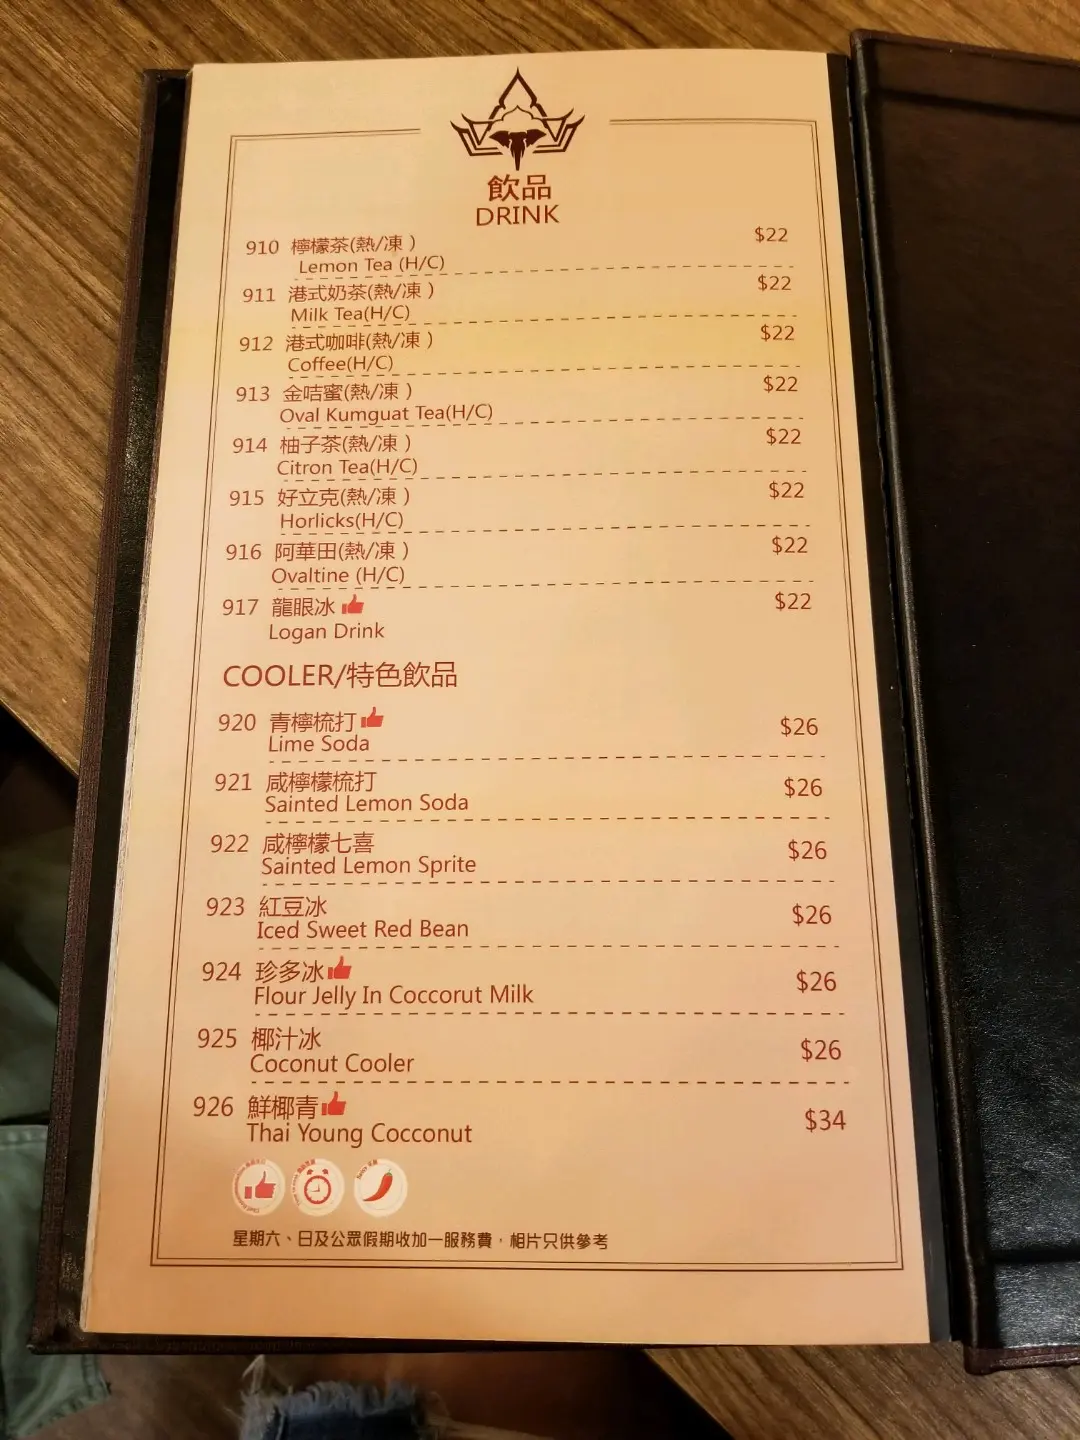 飲品
DRINK
910 檸檬茶(熱/凍 ) $22
Lemon Tea (H/C)
911 港式奶茶(熱/凍 ) $22
Milk Tea(H/C)
912 港式咖啡(熱/凍 ) $22
Coffee(H/C)
913 金咭蜜(熱/凍 ) $22
Oval Kumguat Tea(H/C)
914 柚子茶(熱/凍 ) $22
Citron Tea(H/C)
915 好立克(熱/凍 ) $22
Horlicks(H/C)
916 阿華田(熱/凍 ) $22
Ovaltine (H/C)
917 龍眼冰 $22
Logan Drink
COOLER/特色飲品
920 青檸梳打 $26
Lime Soda
921 咸檸檬梳打 $26
Sainted Lemon Soda
922 咸檸檬七喜 $26
Sainted Lemon Sprite
923 紅豆冰 $26
Iced Sweet Red Bean
924 珍多冰 $26
Flour Jelly In Coccorut Milk
925 椰汁冰 $26
Coconut Cooler
926 鮮椰青 $34
Thai Young Cocconut
星期六、日及公眾假期收加一服務費，相片只供參考